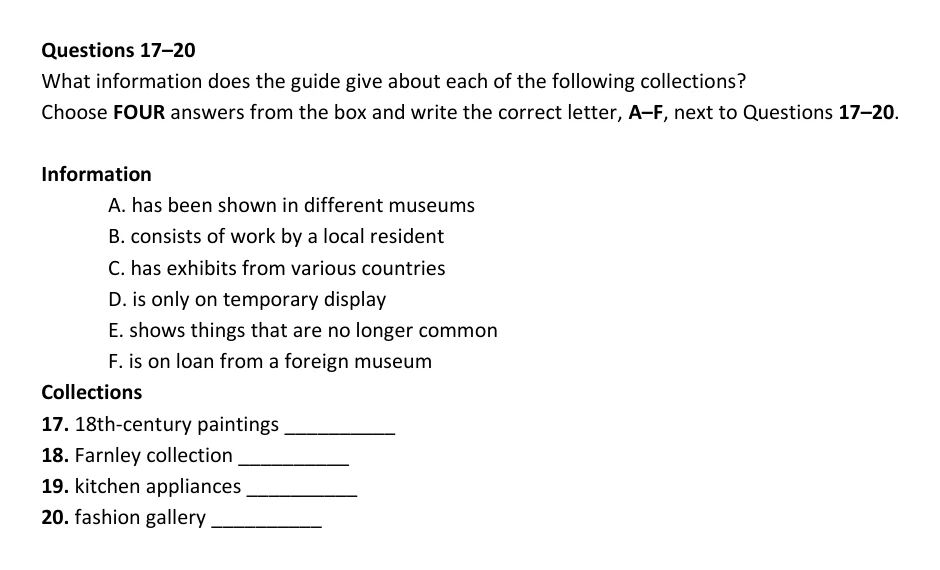 Questions 17–20
What information does the guide give about each of the following collections?
Choose FOUR answers from the box and write the correct letter, A–F, next to Questions 17–20.
Information
A. has been shown in different museums
B. consists of work by a local resident
C. has exhibits from various countries
D. is only on temporary display
E. shows things that are no longer common
F. is on loan from a foreign museum
Collections
17. 18th-century paintings __________
18. Farnley collection __________
19. kitchen appliances __________
20. fashion gallery __________